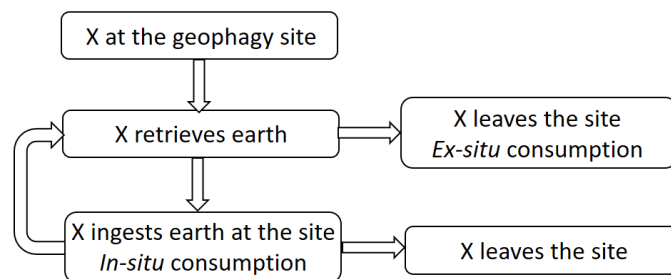 X at the geophagy site
X retrieves earth
X leaves the site
Ex-situ consumption
X ingests earth at the site
In-situ consumption
X leaves the site